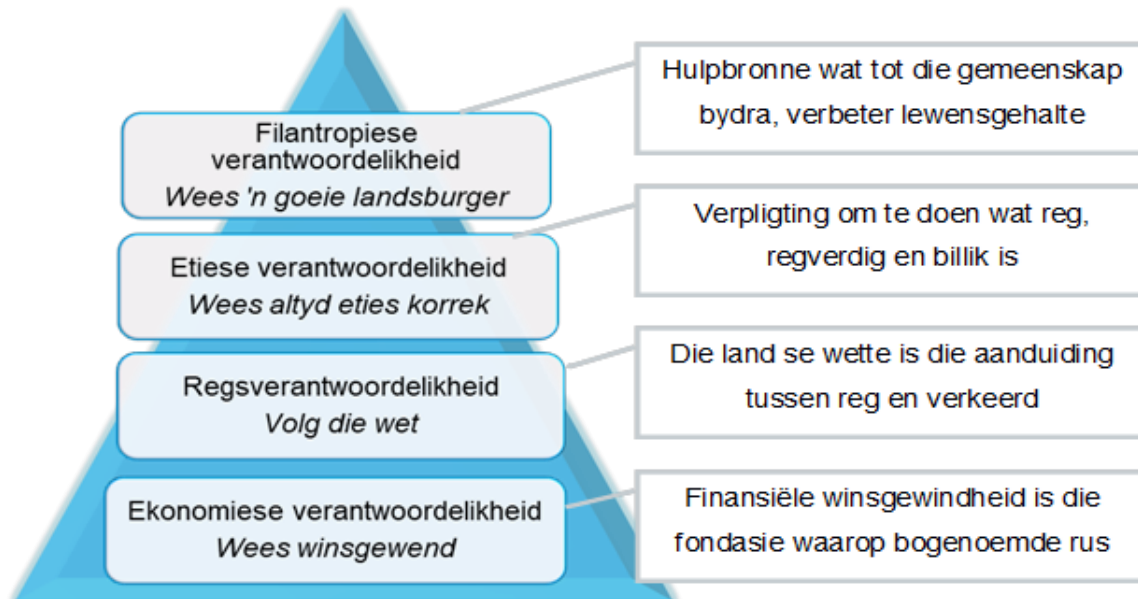 Filantropiese
verantwoordelikheid
Wees 'n goeie landsburger
Hulpbronne wat tot die gemeenskap
bydra, verbeter lewensgehalte
Etiese verantwoordelikheid
Wees altyd eties korrek
Verpligting om te doen wat reg,
regverdig en billik is
Regsverantwoordelikheid
Volg die wet
Die land se wette is die aanduiding
tussen reg en verkeerd
Ekonomiese verantwoordelikheid
Wees winsgewend
Finansiële winsgewindheid is die
fondasie waarop bogenoemde rus